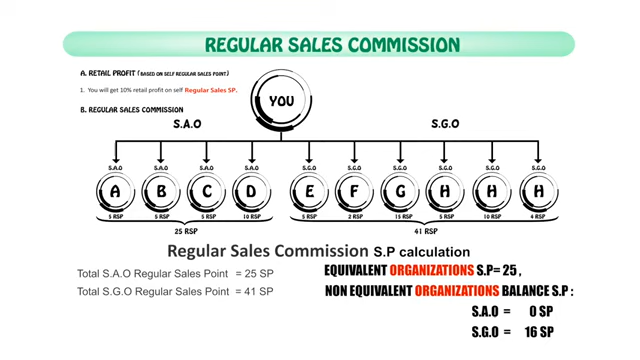 REGULAR SALES COMMISSION
A. RETAIL PROFIT (BASED ON SELF REGULAR SALES POINT)
1. You will get 10% retail profit on self Regular Sales SP.
B. REGULAR SALES COMMISSION
YOU
S.A.O S.G.O
S.A.O S.A.O S.A.O S.A.O S.G.O S.G.O S.G.O S.G.O S.G.O S.G.O
A B C D E F G H H H
5 RSP 5 RSP 5 RSP 10 RSP 5 RSP 2 RSP 15 RSP 5 RSP 10 RSP 4 RSP
25 RSP 41 RSP
Regular Sales Commission S.P calculation
Total S.A.O Regular Sales Point = 25 SP
Total S.G.O Regular Sales Point = 41 SP
EQUIVALENT ORGANIZATIONS S.P= 25 ,
NON EQUIVALENT ORGANIZATIONS BALANCE S.P :
S.A.O = 0 SP
S.G.O = 16 SP